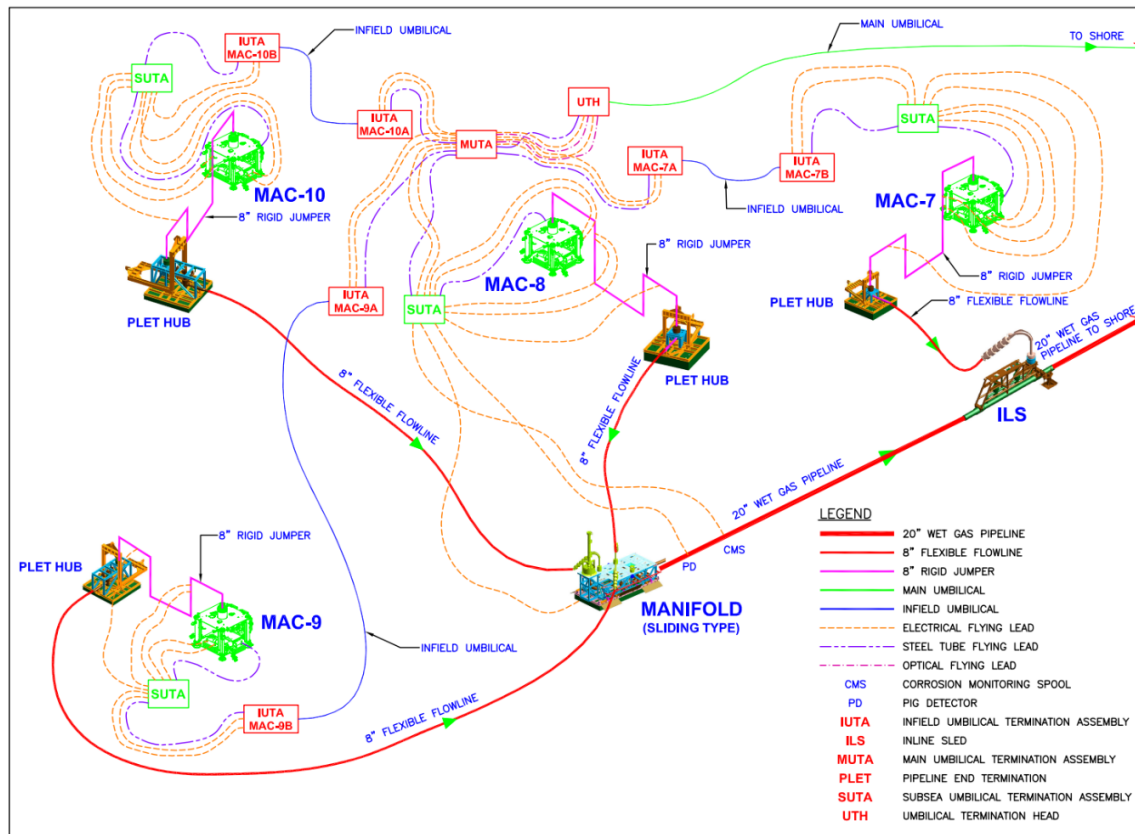 INFIELD UMBILICAL
MAIN UMBILICAL
TO SHORE
IUTA
MAC-10B
SUTA
IUTA
MAC-10A
UTH
MUTA
IUTA
MAC-7A
IUTA
MAC-7B
SUTA
INFIELD UMBILICAL
MAC-10
8" RIGID JUMPER
MAC-7
8" RIGID JUMPER
MAC-8
8" RIGID JUMPER
PLET HUB
IUTA
MAC-9A
SUTA
PLET HUB
8" FLEXIBLE FLOWLINE
PLET HUB
20" WET GAS
PIPELINE TO SHORE
ILS
8" FLEXIBLE FLOWLINE
8" FLEXIBLE FLOWLINE
20" WET GAS PIPELINE
CMS
PD
MANIFOLD
(SLIDING TYPE)
8" RIGID JUMPER
PLET HUB
MAC-9
INFIELD UMBILICAL
SUTA
IUTA
MAC-9B
8" FLEXIBLE FLOWLINE
LEGEND
20" WET GAS PIPELINE
8" FLEXIBLE FLOWLINE
8" RIGID JUMPER
MAIN UMBILICAL
INFIELD UMBILICAL
ELECTRICAL FLYING LEAD
STEEL TUBE FLYING LEAD
OPTICAL FLYING LEAD
CMS CORROSION MONITORING SPOOL
PD PIG DETECTOR
IUTA INFIELD UMBILICAL TERMINATION ASSEMBLY
ILS INLINE SLED
MUTA MAIN UMBILICAL TERMINATION ASSEMBLY
PLET PIPELINE END TERMINATION
SUTA SUBSEA UMBILICAL TERMINATION ASSEMBLY
UTH UMBILICAL TERMINATION HEAD